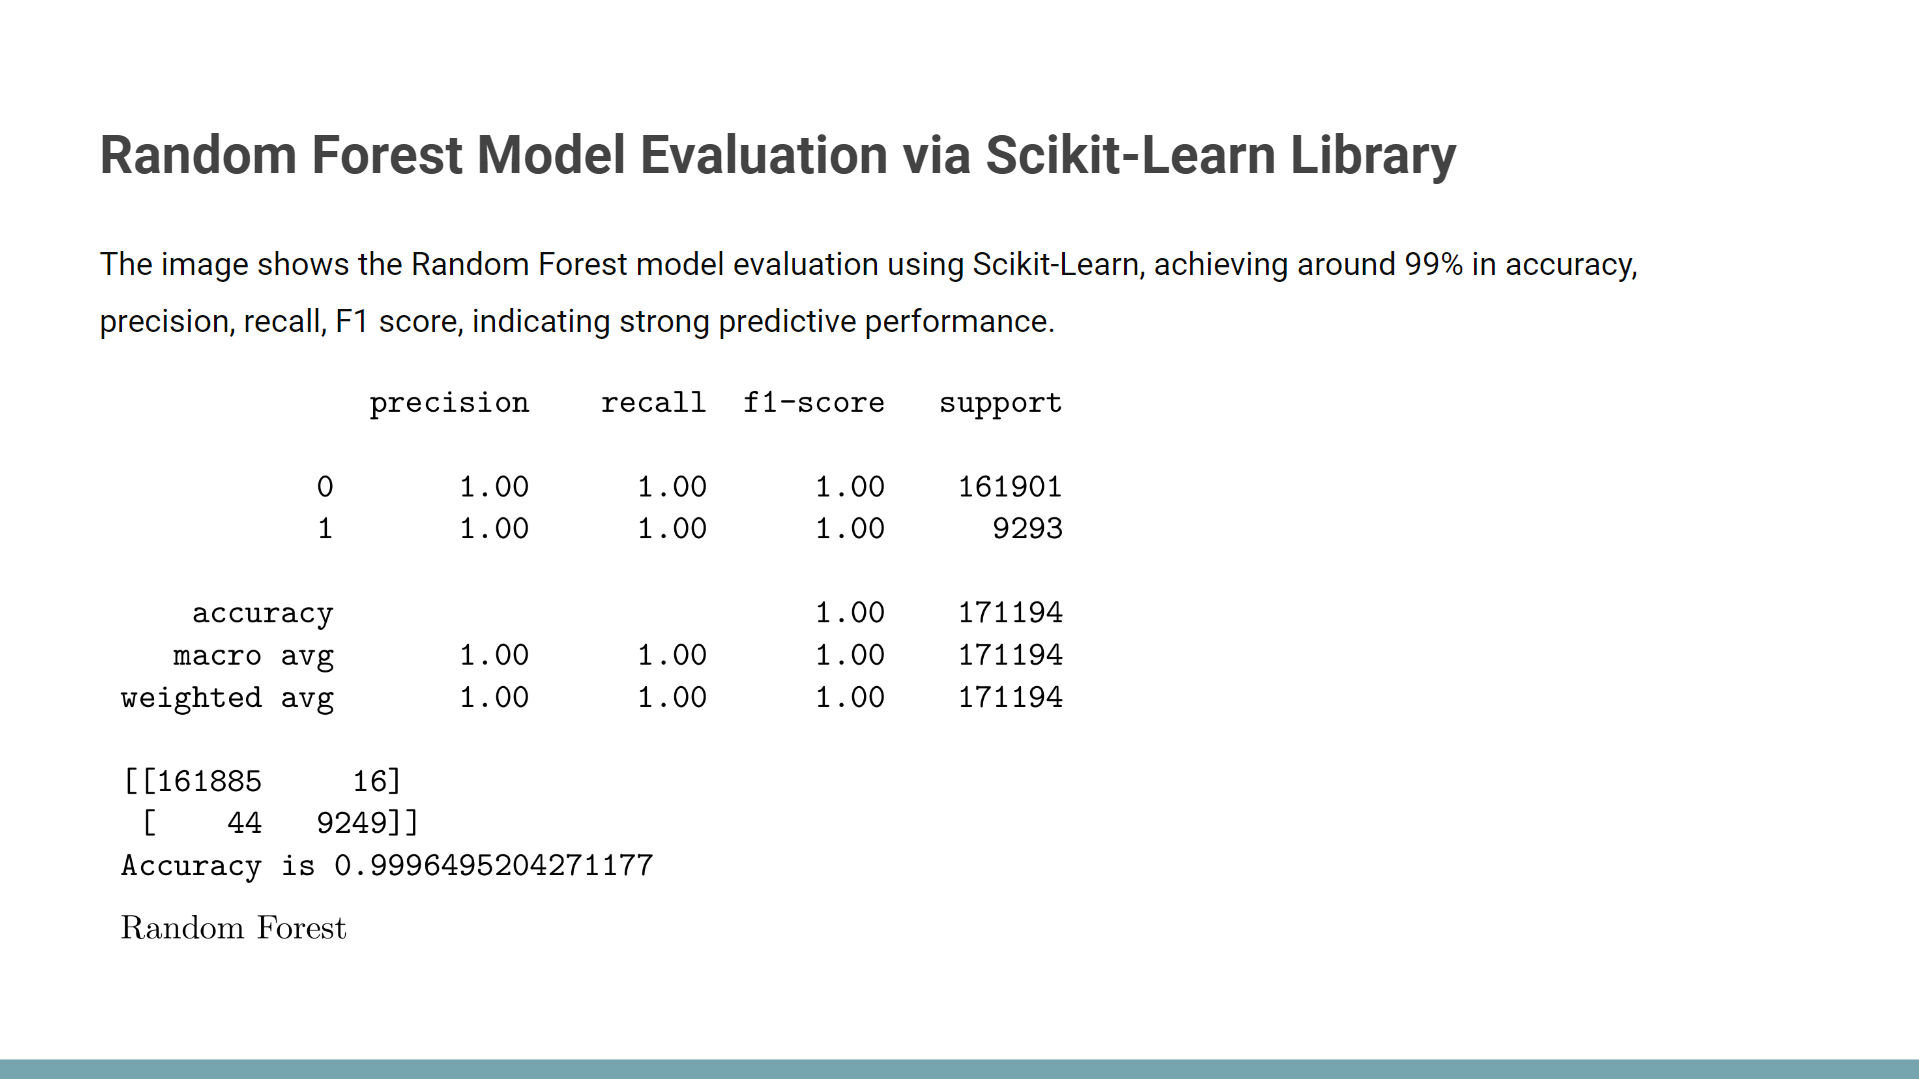 Random Forest Model Evaluation via Scikit-Learn Library
The image shows the Random Forest model evaluation using Scikit-Learn, achieving around 99% in accuracy,
precision, recall, F1 score, indicating strong predictive performance.
precision recall f1-score support
0 1.00 1.00 1.00 161901
1 1.00 1.00 1.00 9293
accuracy 1.00 171194
macro avg 1.00 1.00 1.00 171194
weighted avg 1.00 1.00 1.00 171194
[[161885 16]
[ 44 9249]]
Accuracy is 0.9996495204271177
Random Forest